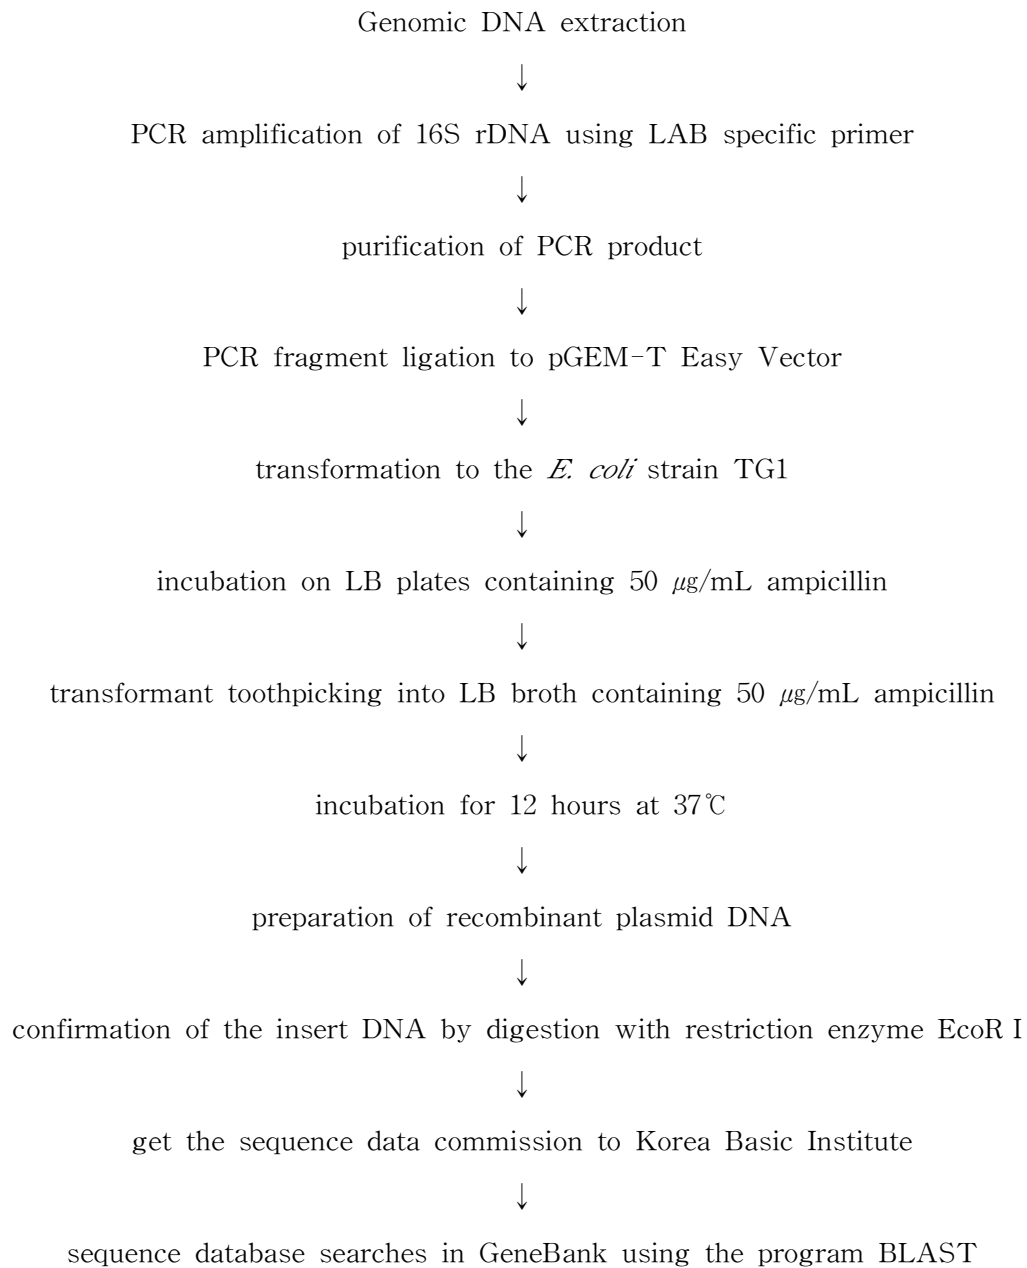 Genomic DNA extraction
↓
PCR amplification of 16S rDNA using LAB specific primer
↓
purification of PCR product
↓
PCR fragment ligation to pGEM-T Easy Vector
↓
transformation to the E. coli strain TG1
↓
incubation on LB plates containing 50 ㎍/mL ampicillin
↓
transformant toothpicking into LB broth containing 50 ㎍/mL ampicillin
↓
incubation for 12 hours at 37℃
↓
preparation of recombinant plasmid DNA
↓
confirmation of the insert DNA by digestion with restriction enzyme EcoRⅠ
↓
get the sequence data commission to Korea Basic Institute
↓
sequence database searches in GeneBank using the program BLAST